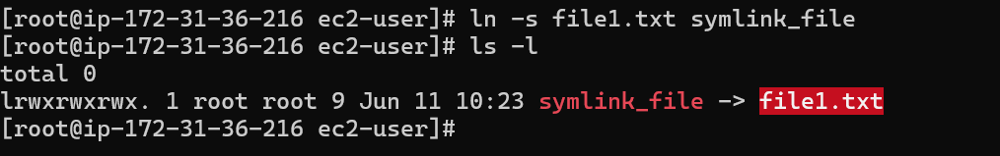 [root@ip-172-31-36-216 ec2-user]# ln -s file1.txt symlink_file
[root@ip-172-31-36-216 ec2-user]# ls -l
total 0
lrwxrwxrwx. 1 root root 9 Jun 11 10:23 symlink_file -> file1.txt
[root@ip-172-31-36-216 ec2-user]#